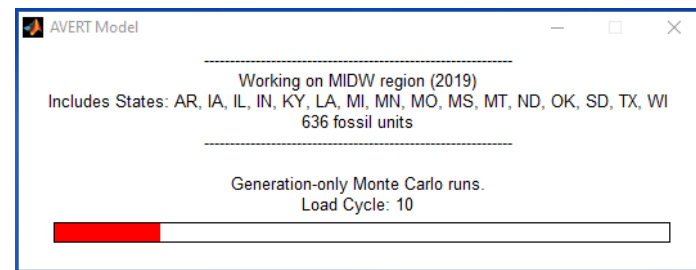 AVERT Model
------------------------------------------------------------
Working on MIDW region (2019)
Includes States: AR, IA, IL, IN, KY, LA, MI, MN, MO, MS, MT, ND, OK, SD, TX, WI
636 fossil units
------------------------------------------------------------
Generation-only Monte Carlo runs.
Load Cycle: 10